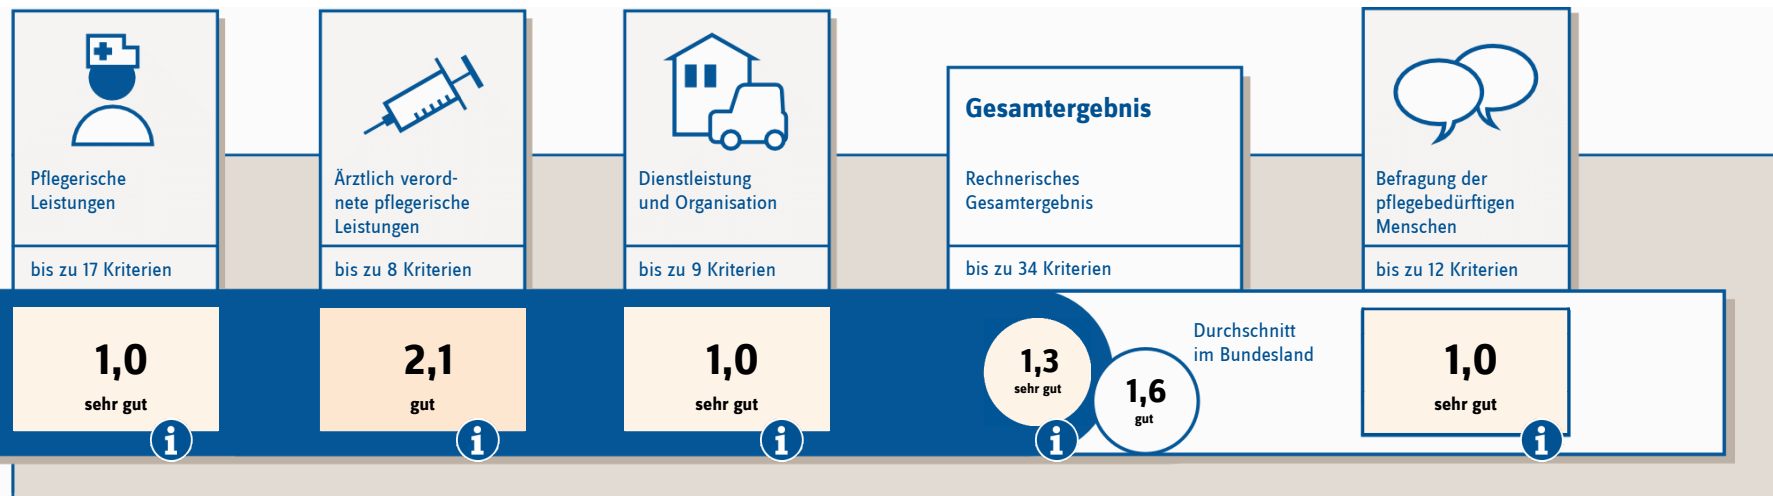 Pflegerische
Leistungen
bis zu 17 Kriterien
1,0
sehr gut
Ärztlich verord-
nete pflegerische
Leistungen
bis zu 8 Kriterien
2,1
gut
Dienstleistung
und Organisation
bis zu 9 Kriterien
1,0
sehr gut
Gesamtergebnis
Rechnerisches
Gesamtergebnis
bis zu 34 Kriterien
1,3
sehr gut
1,6
gut
Durchschnitt
im Bundesland
Befragung der
pflegebedürftigen
Menschen
bis zu 12 Kriterien
1,0
sehr gut